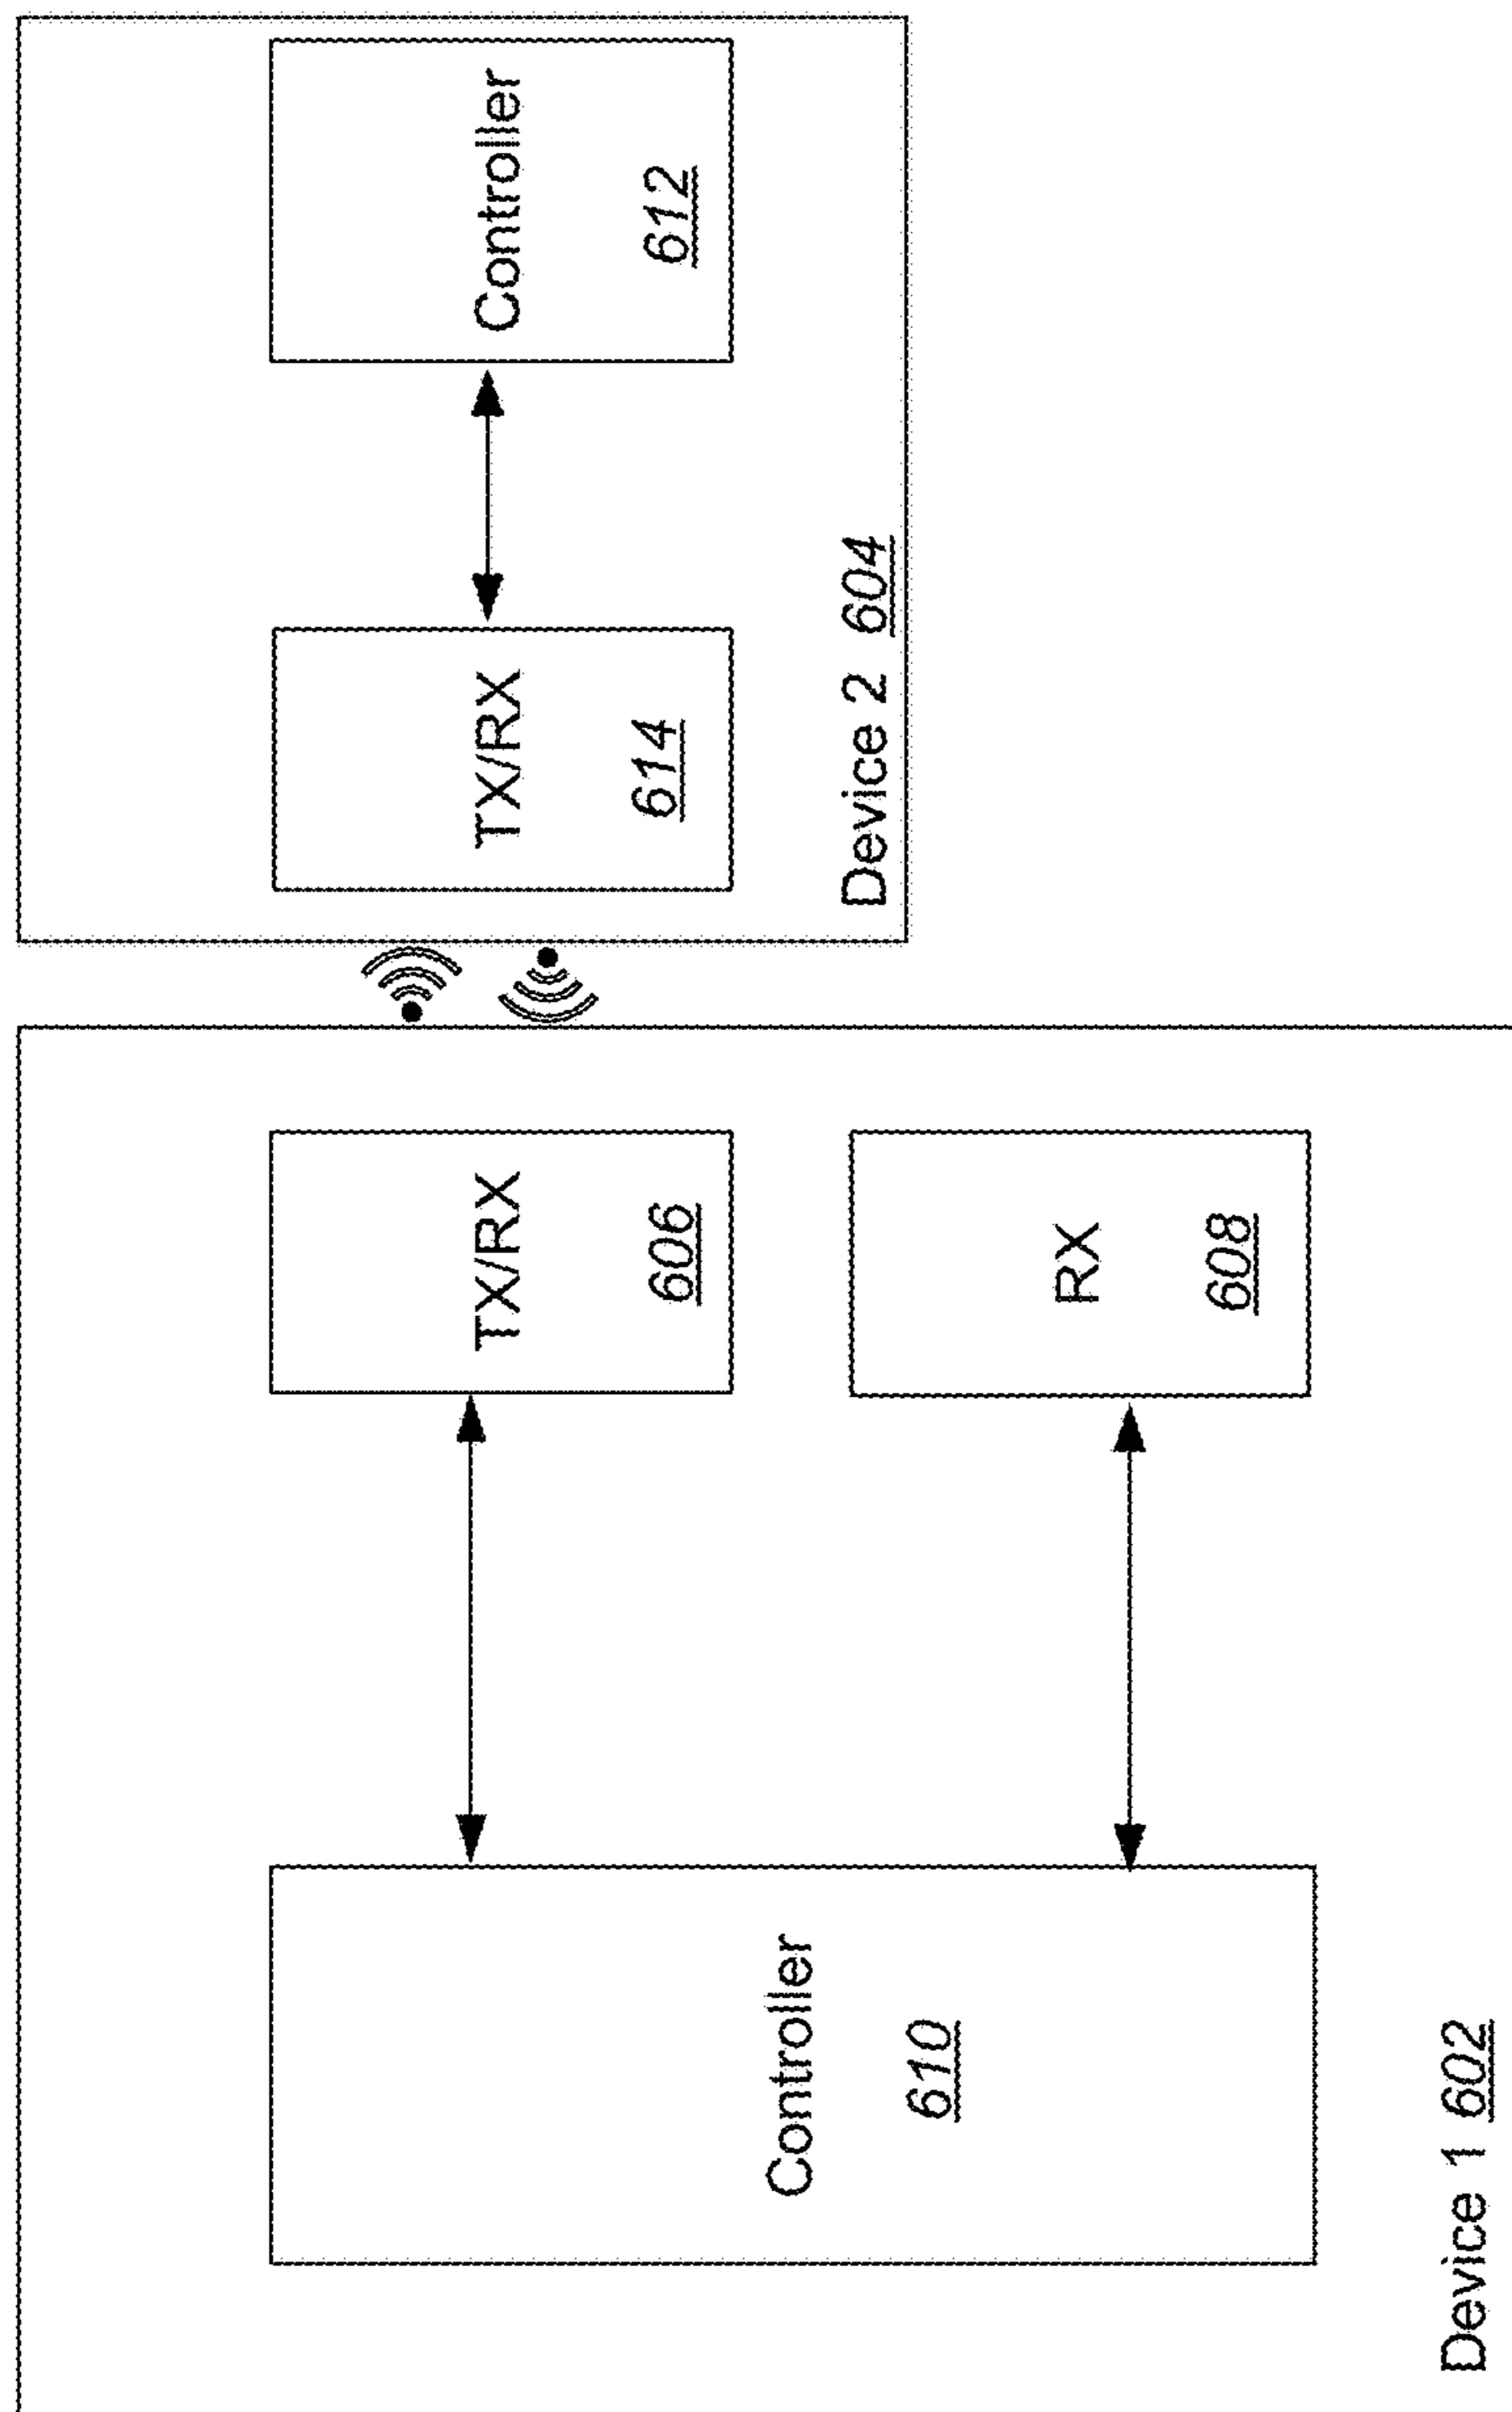 Controller
610
TX/RX
606
RX
608
Device 1 602
TX/RX
614
Controller
612
Device 2 604